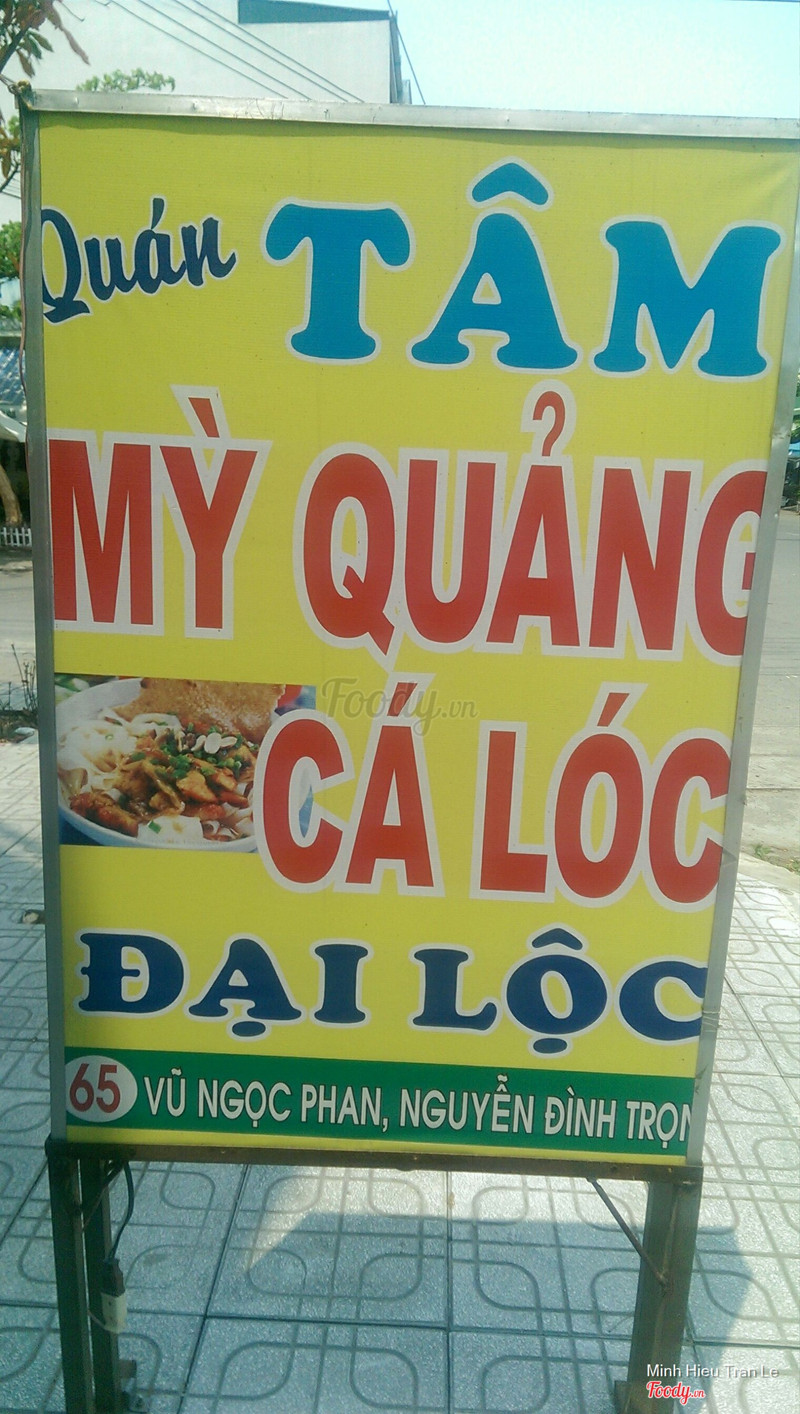 Quán TÂM
MỲ QUẢNG
CÁ LÓC
ĐẠI LỘC
65 VŨ NGỌC PHAN, NGUYỄN ĐÌNH TRỌN
Foody.vn
Minh Hieu Tran Le
Foody.vn